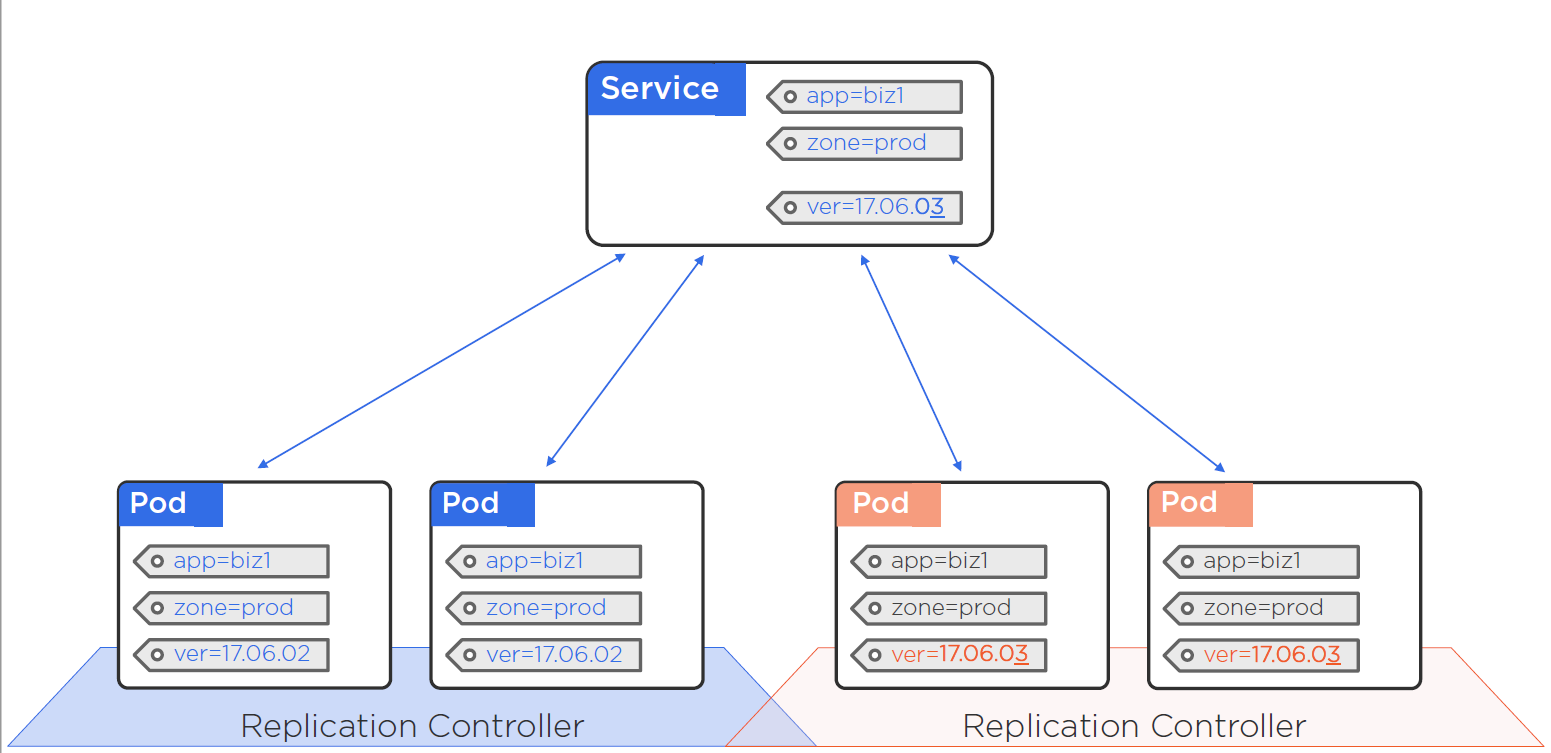 Service
app=biz1
zone=prod
ver=17.06.03
Pod
app=biz1
zone=prod
ver=17.06.02
Pod
app=biz1
zone=prod
ver=17.06.02
Pod
app=biz1
zone=prod
ver=17.06.03
Pod
app=biz1
zone=prod
ver=17.06.03
Replication Controller
Replication Controller